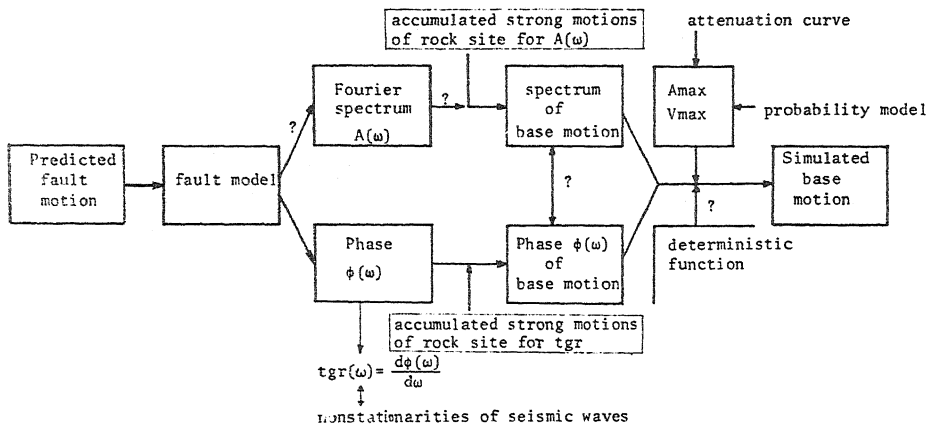 accumulated strong motions
of rock site for A(ω)
attenuation curve
Fourier
spectrum
A(ω)
?
?
spectrum
of
base motion
Amax
Vmax
probability model
Predicted
fault
motion
fault model
?
Simulated
base
motion
?
Phase
ϕ(ω)
Phase ϕ(ω)
of
base motion
deterministic
function
accumulated strong motions
of rock site for tgr
tgr(ω)= dϕ(ω)
dω
nonstationarities of seismic waves